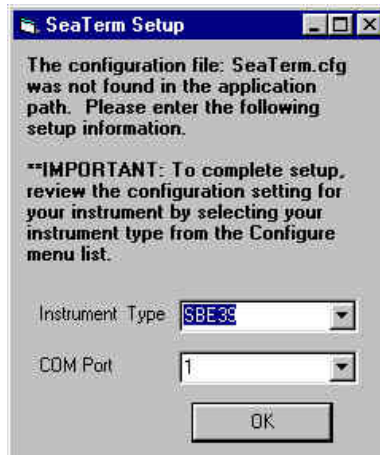 SeaTerm Setup
The configuration file: SeaTerm.cfg
was not found in the application
path. Please enter the following
setup information.
**IMPORTANT: To complete setup,
review the configuration setting for
your instrument by selecting your
instrument type from the Configure
menu list.
Instrument Type SBE39
COM Port 1
OK